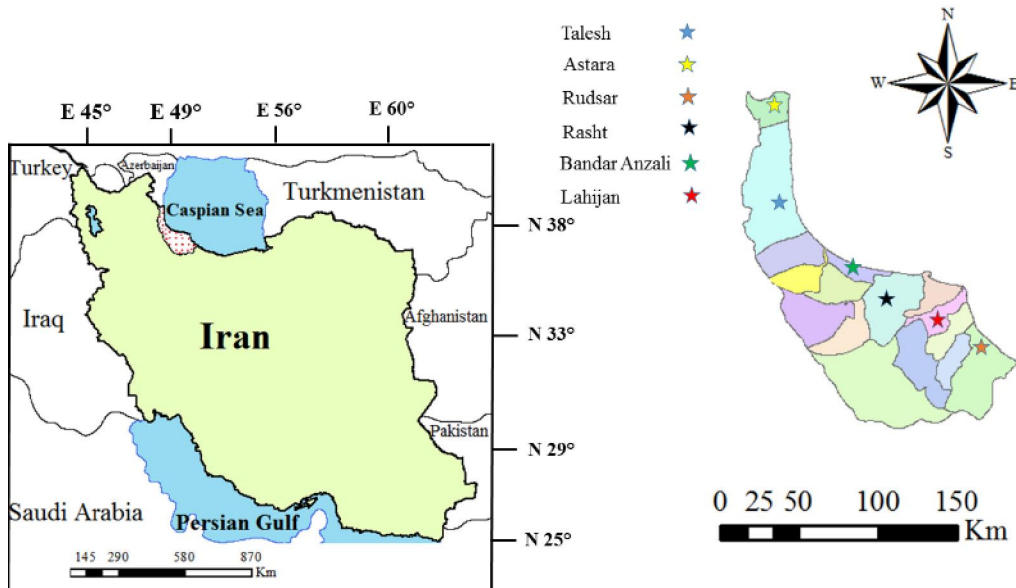 E 45° E 49° E 56° E 60°
Turkey
Azerbaijan
Caspian Sea
Turkmenistan
N 38°
Iraq
Iran
Afghanistan
N 33°
Pakistan
N 29°
Saudi Arabia
Persian Gulf
N 25°
145 290 580 870
Km
Talesh
Astara
Rudsar
Rasht
Bandar Anzali
Lahijan
N
W
E
S
0 25 50 100 150
Km